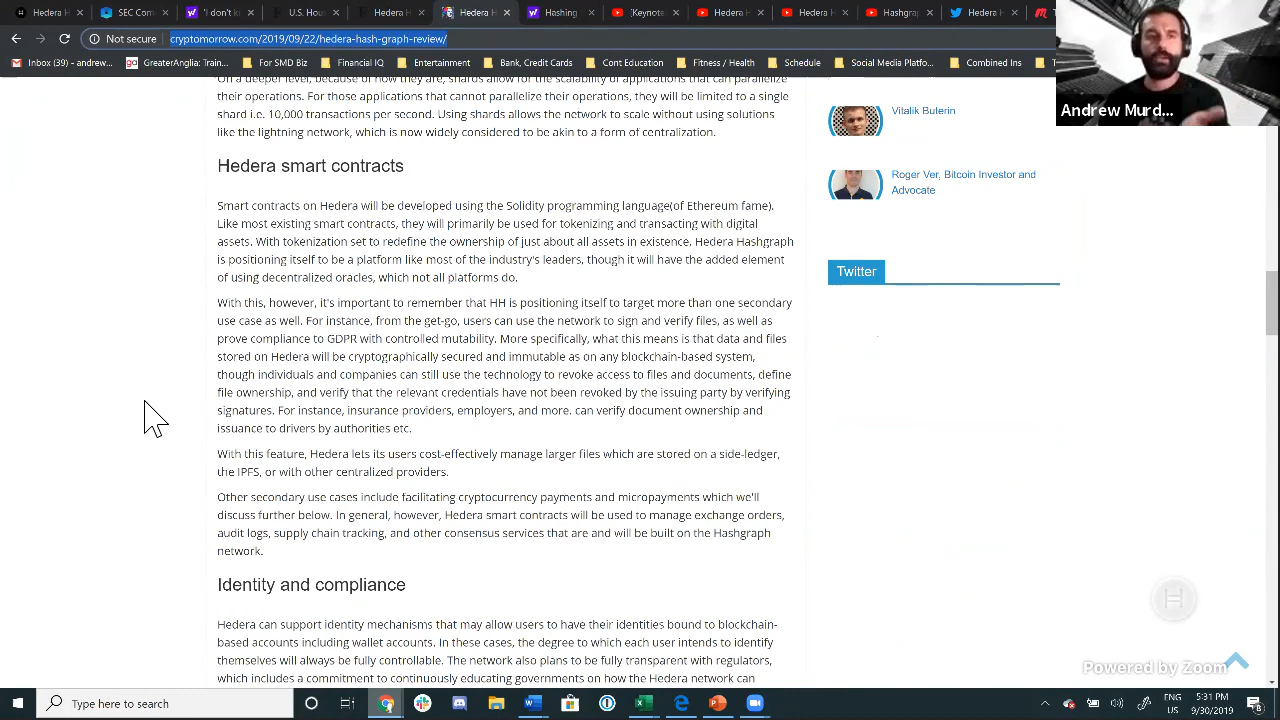 Hedera H
SEC Com
'I don't k
U.S. Hou
Hedera H
Hedera H
Hashing
[Keynote
Hedera H
Hedera H
Hashgra
Hedera H
Not secure
cryptomorrow.com/2019/09/22/hedera-hash-graph-review/
Inbox (39) - andrew...
GreaterAnglia: Train...
For SMD Biz
Find Jobs
Entertainment
Bank, Credit Cards
Cont Education
Fitness / Health
Schedule
Social Media Platfo...
Combined Ins
Andrew Murd...
their operations. For those applications that cannot parallelize their operations, they will be limited to a single
shard i.e. 10,000 transactions per second. Shards allows the network to scale without using solutions
like the lightning network, which is now widely considered to be akin to a form of centralization.
Hedera smart contracts
Smart contracts on Hedera will be developed using the Solidity programming language(of Ethereum fame).
Like most existing smart contracts, they will primarily be used for tokenizing and transacting with digital
assets. With tokenization set to redefine the ownership of just about all assets in existence, Hedera Hashgraph
is positioning itself to be a platform like most of the industry's leaders, though it will have the added element
of using decentralized oracles, which not all platforms do.
With this, however, it's important to remember that HH is positioning itself to target more than one secondary
use case as well. For instance, from the get-go, users can use the network to sign and verify files, as well as
prove compliance to GDPR with controlled mutability. More specifically, what this means is that data and files
stored on Hedera will be cryptographically secured and immutable as on any blockchain-based system,
though individuals and companies can still use the technology to revoke access to files and documents, define
file ownership, and verify that the relevant credentials have not been revoked by the issuing party by verifying
signatures. For instance, insurance providers, employers, and more. can verify document ownership and
issuance to drivers by authorities etc.
With this feature, Hedera lets its users cost-effectively manage larger files which are stored on a side-ledger,
the IPFS, or with other centralized providers.
Other secondary use cases include facilitating cryptocurrency payments and micropayments which we'll
discuss further below. In general, however, Hedera smart contracts will be used to manage exchange orders,
audit logs, supply chain tracking, and other consensus services that are and will be built on the Hashgraph
network.
Identity and compliance
Hedera can support identity mechanisms that may allow users to have their identities bound to blockchain-
based accounts including wallet accounts. In these cases, the degree to which each user intends to identify
themselves will always be fully controllable. The network also plans to be fully transparent with regulators,
which includes a commitment to openly educating governments on how the Hedera network can
Vitalik Buterin
Roger Ver, Bitcoin Investor and
Advocate
Twitter
Powered by Zoom
Type here to search
ENG
US
5:31 PM
9/30/2019